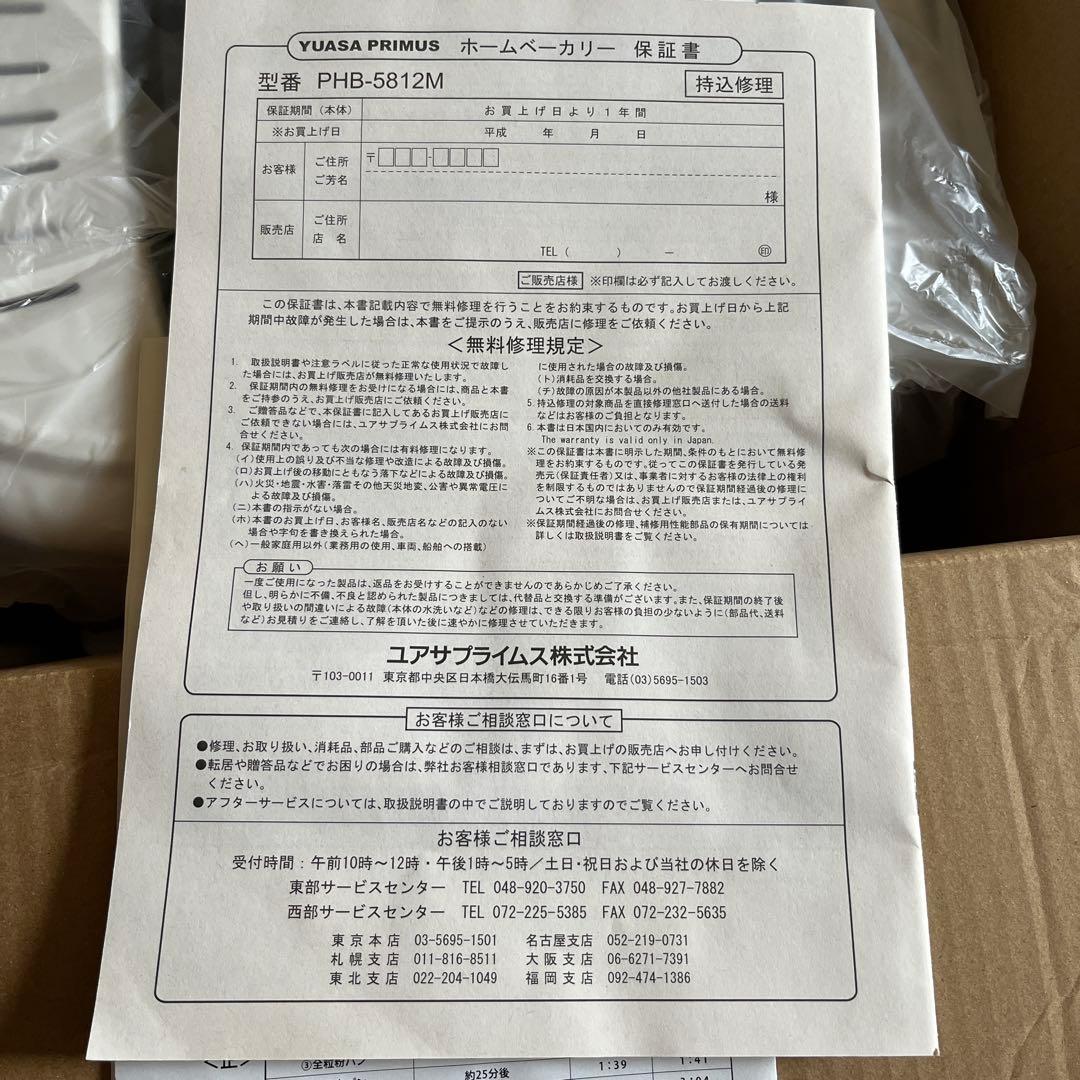 YUASA PRIMUS ホームベーカリー 保証書
型番 PHB-5812M 持込修理
保証期間(本体) お買上げ日より1年間
※お買上げ日 平成 年 月 日
お客様 ご住所 〒
ご芳名 様
販売店 ご住所
店名 TEL( ) － 印
ご販売店様 ※印欄は必ず記入してお渡しください。
この保証書は、本書記載内容で無料修理を行うことをお約束するものです。お買上げ日から上記
期間中故障が発生した場合は、本書をご提示のうえ、販売店に修理をご依頼ください。
＜無料修理規定＞
1. 取扱説明書や注意ラベルに従った正常な使用状況で故障し
た場合には、お買上げ販売店が無料修理いたします。
2. 保証期間内の無料修理をお受けになる場合には、商品と本書
をご持参のうえ、お買上げ販売店にご依頼ください。
3. ご贈答品などで、本保証書に記入してあるお買上げ販売店に
ご依頼できない場合には、ユアサプライムス株式会社にお問
合せください。
4. 保証期間内であっても次の場合には有料修理になります。
(イ)使用上の誤り及び不当な修理や改造による故障及び損傷。
(ロ)お買上げ後の移動にともなう落下などによる故障及び損傷。
(ハ)火災・地震・水害・落雷その他天災地変、公害や異常電圧に
よる故障及び損傷。
(ニ)本書の指示がない場合。
(ホ)本書のお買上げ日、お客様名、販売店名などの記入のない
場合や字句を書き換えられた場合。
(ヘ)一般家庭用以外(業務用の使用、車両、船舶への搭載)
に使用された場合の故障及び損傷。
(ト)消耗品を交換する場合。
(チ)故障の原因が本製品以外の他社製品にある場合。
5. 持込修理の対象商品を直接修理窓口へ送付した場合の送料
などはお客様のご負担となります。
6. 本書は日本国内においてのみ有効です。
The warranty is valid only in Japan.
※この保証書は本書に明示した期間、条件のもとにおいて無料修
理をお約束するものです。従ってこの保証書を発行している発
売元(保証責任者)又は、事業者に対するお客様の法律上の権利
を制限するものではありませんので保証期間経過後の修理に
ついてご不明な場合は、お買上げ販売店または、ユアサプライ
ムス株式会社にお問合せください。
※保証期間経過後の修理、補修用性能部品の保有期間については
詳しくは取扱説明書をご覧ください。
お願い
一度ご使用になった製品は、返品をお受けすることができませんのであらかじめご了承ください。
但し、明らかに不備、不良と認められた製品につきましては、代替品と交換する準備がございます。また、保証期間の終了後
や取り扱いの間違いによる故障(本体の水洗いなど)などの修理は、できる限りお客様の負担の少ないように(部品代、送料
など)お見積りをご連絡し、了解を頂いた後に速やかに修理させていただきます。
ユアサプライムス株式会社
〒103-0011 東京都中央区日本橋大伝馬町16番1号 電話(03)5695-1503
お客様ご相談窓口について
●修理、お取り扱い、消耗品、部品ご購入などのご相談は、まずは、お買上げの販売店へお申し付けください。
●転居や贈答品などでお困りの場合は、弊社お客様相談窓口であります、下記サービスセンターへお問合せ
ください。
●アフターサービスについては、取扱説明書の中でご説明しておりますのでご覧ください。
お客様ご相談窓口
受付時間：午前10時～12時・午後1時～5時／土日・祝日および当社の休日を除く
東部サービスセンター TEL 048-920-3750 FAX 048-927-7882
西部サービスセンター TEL 072-225-5385 FAX 072-232-5635
東京本店 03-5695-1501 名古屋支店 052-219-0731
札幌支店 011-816-8511 大阪支店 06-6271-7391
東北支店 022-204-1049 福岡支店 092-474-1386
③全粒粉パン 1:39 1:41
約25分後